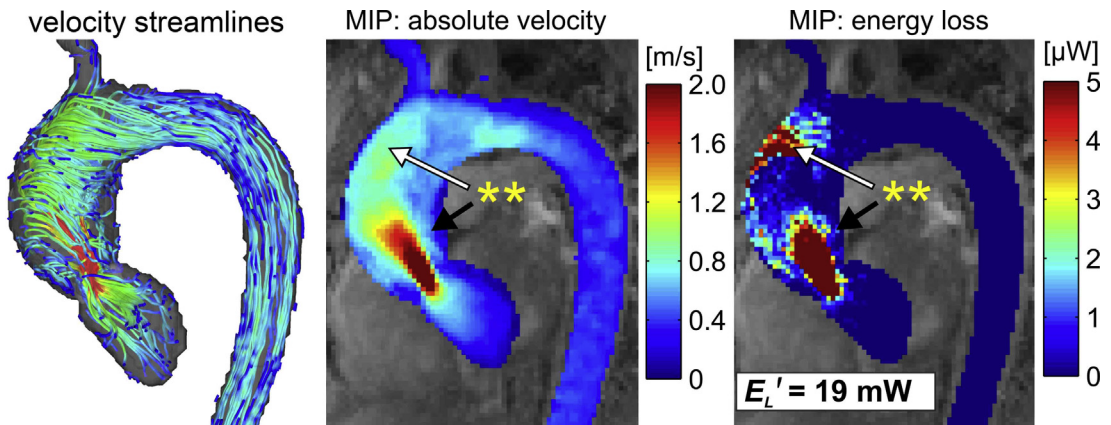 velocity streamlines
MIP: absolute velocity
[m/s]
2.0
1.6
1.2
0.8
0.4
0
**
MIP: energy loss
[µW]
5
4
3
2
1
0
**
E_L' = 19 mW